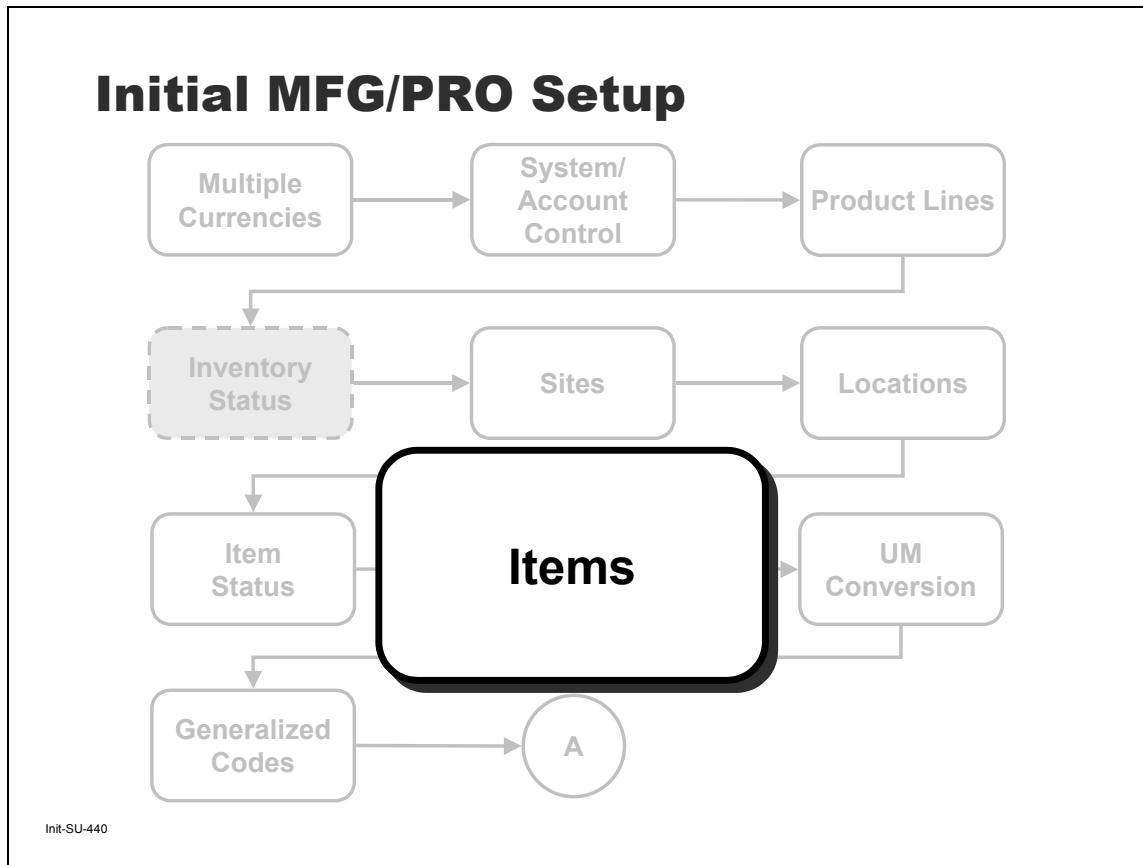 Initial MFG/PRO Setup
Multiple
Currencies
System/
Account
Control
Product Lines
Inventory
Status
Sites
Locations
Item
Status
Items
UM
Conversion
Generalized
Codes
A
Init-SU-440